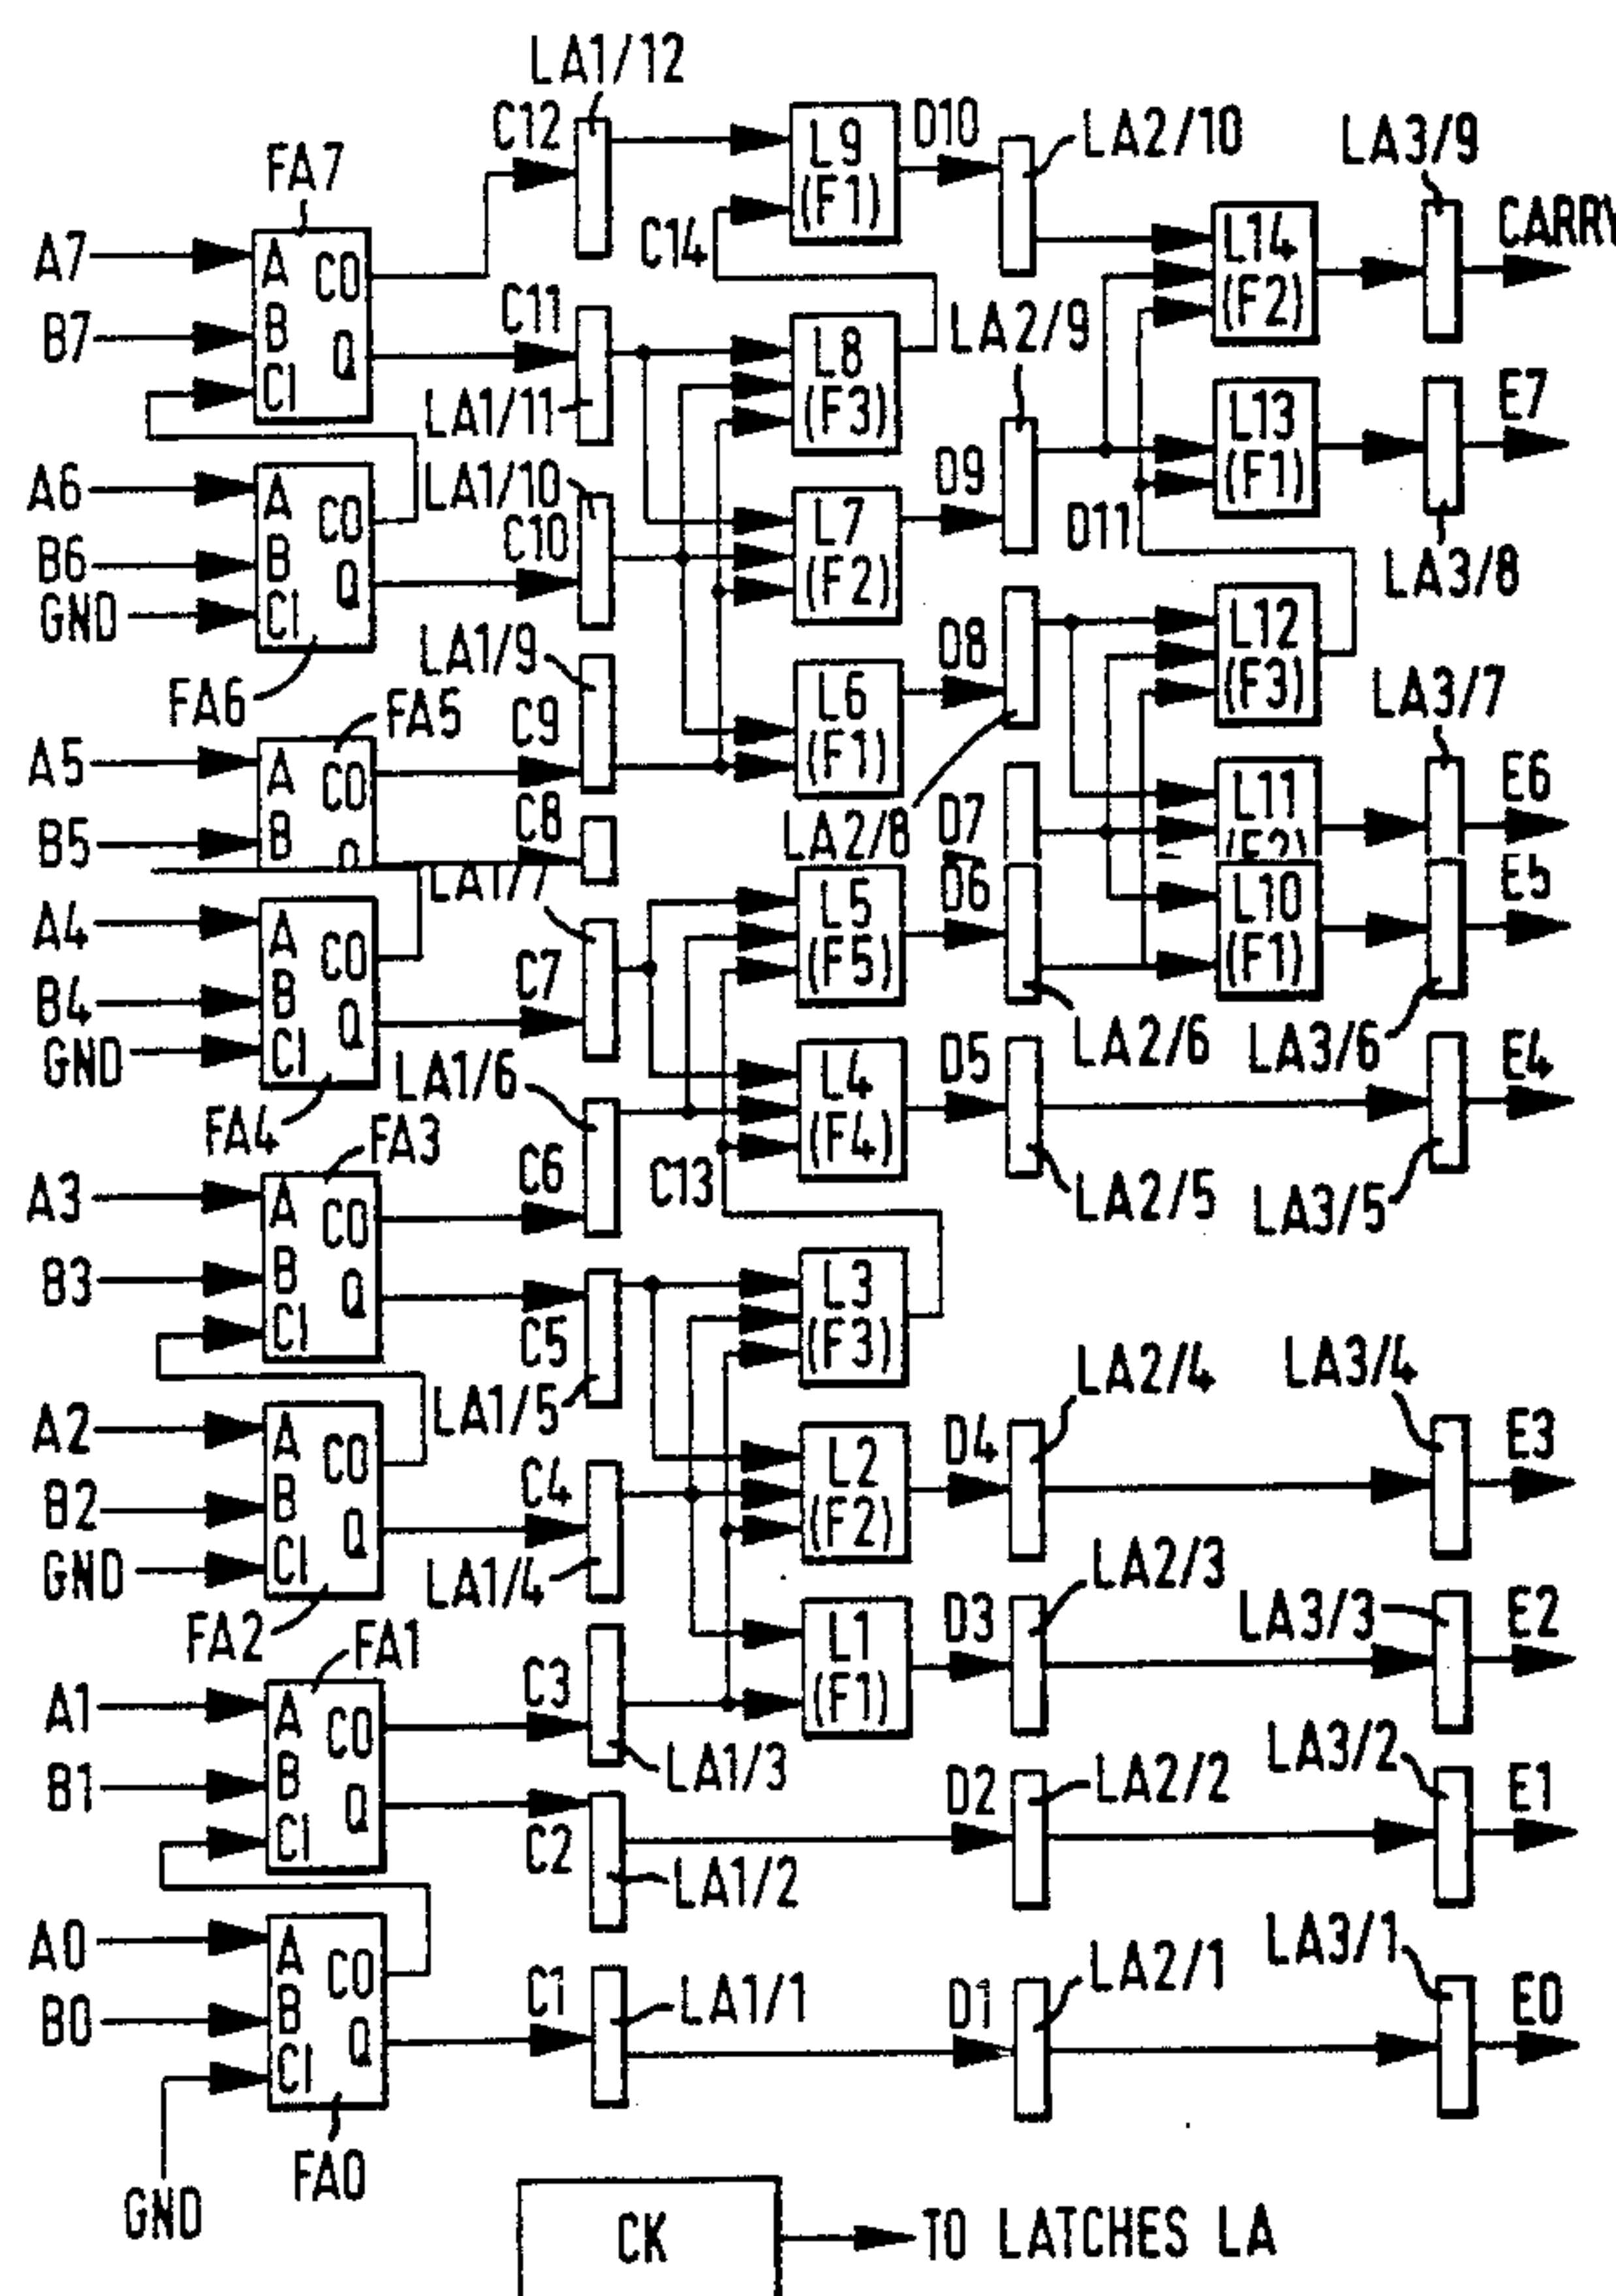 LA1/12
C12
L9
(F1)
D10
LA2/10
LA3/9
FA7
A7
A
CO
C14
L14
(F2)
CARRY
B7
B
Q
CI
C11
LA1/11
L8
(F3)
LA2/9
L13
(F1)
E7
A6
A
CO
LA1/10
C10
L7
(F2)
D9
D11
LA3/8
B6
B
Q
GND
CI
FA6
LA1/9
D8
L12
(F3)
LA3/7
FA5
C9
L6
(F1)
A5
A
CO
B5
B
C8
LA2/8
D7
L11
E6
LA1/7
D6
E5
A4
A
CO
C7
L5
(F5)
L10
(F1)
B4
B
Q
GND
CI
LA1/6
L4
(F4)
D5
LA2/6
LA3/6
E4
FA4
FA3
A3
A
CO
C6
C13
LA2/5
LA3/5
B3
B
Q
CI
C5
L3
(F3)
LA1/5
LA2/4
LA3/4
A2
A
CO
C4
L2
(F2)
D4
E3
B2
B
Q
GND
CI
LA1/4
LA2/3
FA2
FA1
C3
L1
(F1)
D3
LA3/3
E2
A1
A
CO
LA1/3
B1
B
Q
CI
C2
LA1/2
D2
LA2/2
LA3/2
E1
A0
A
CO
B0
B
Q
CI
C1
LA1/1
D1
LA2/1
LA3/1
E0
FA0
GND
CK
TO LATCHES LA